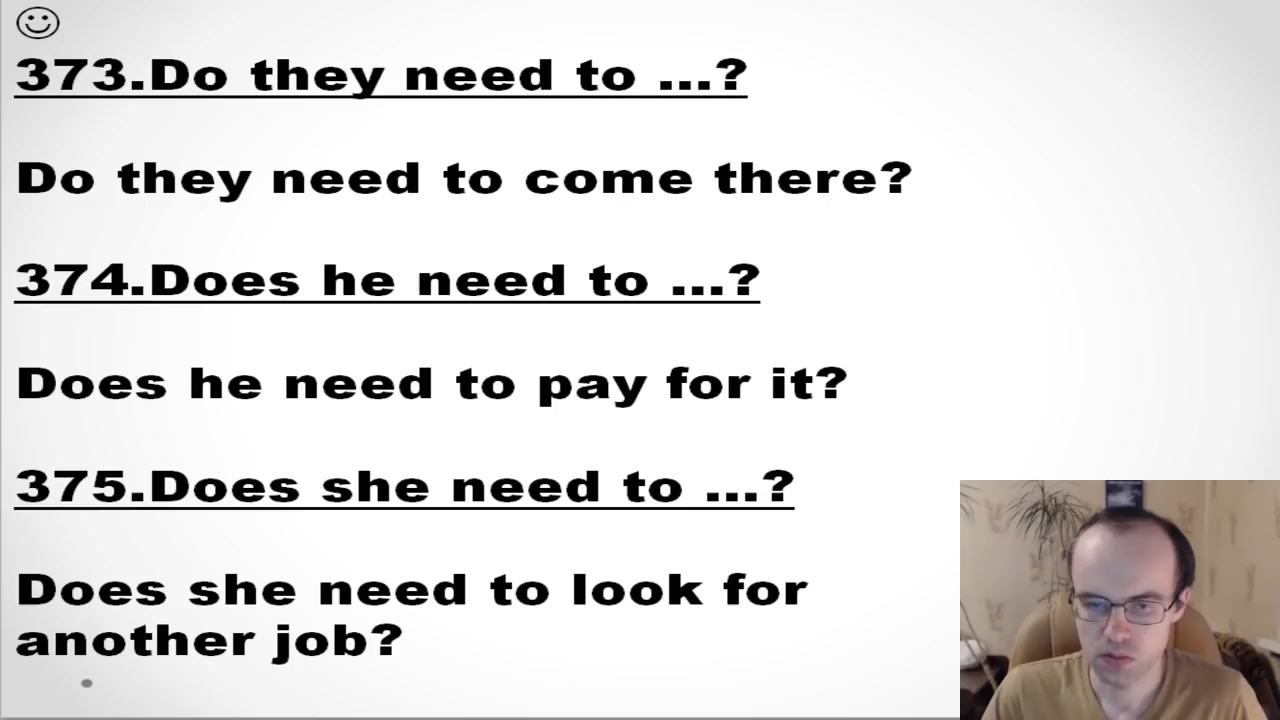 373.Do they need to ...?
Do they need to come there?
374.Does he need to ...?
Does he need to pay for it?
375.Does she need to ...?
Does she need to look for
another job?